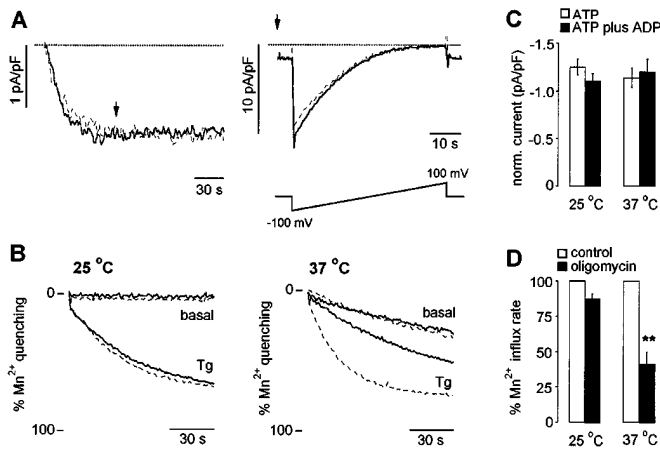 A
1 pA/pF
30 s
10 pA/pF
10 s
100 mV
-100 mV
B
25 °C
0
basal
Tg
% Mn2+ quenching
100
30 s
37 °C
0
basal
Tg
% Mn2+ quenching
100
30 s
C
ATP
ATP plus ADP
norm. current (pA/pF)
-1.5
-1.0
-0.5
0
25 °C
37 °C
D
control
oligomycin
% Mn2+ influx rate
100
75
50
25
0
**
25 °C
37 °C